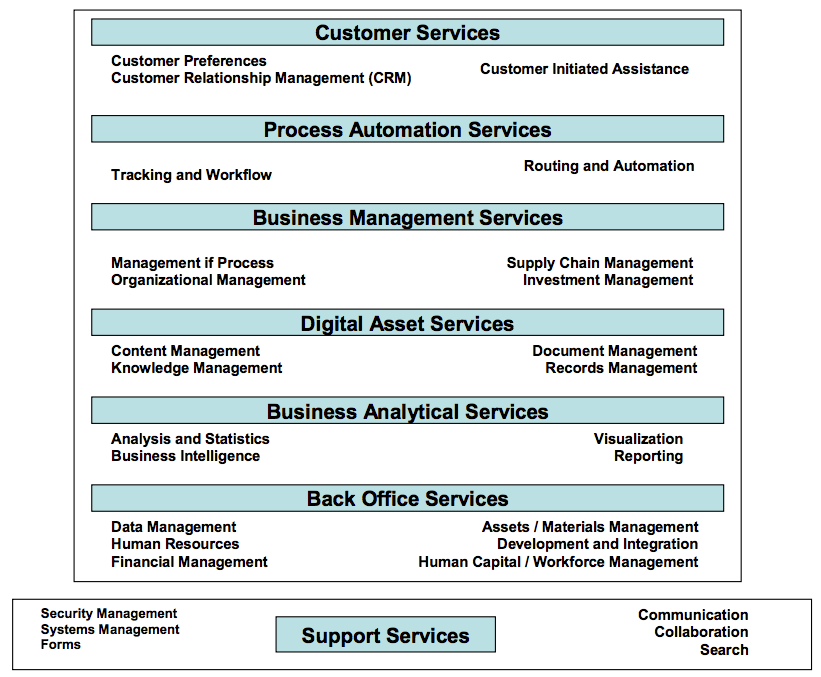 Customer Services
Customer Preferences
Customer Relationship Management (CRM)
Customer Initiated Assistance
Process Automation Services
Tracking and Workflow
Routing and Automation
Business Management Services
Management if Process
Organizational Management
Supply Chain Management
Investment Management
Digital Asset Services
Content Management
Knowledge Management
Document Management
Records Management
Business Analytical Services
Analysis and Statistics
Business Intelligence
Visualization
Reporting
Back Office Services
Data Management
Human Resources
Financial Management
Assets / Materials Management
Development and Integration
Human Capital / Workforce Management
Security Management
Systems Management
Forms
Support Services
Communication
Collaboration
Search